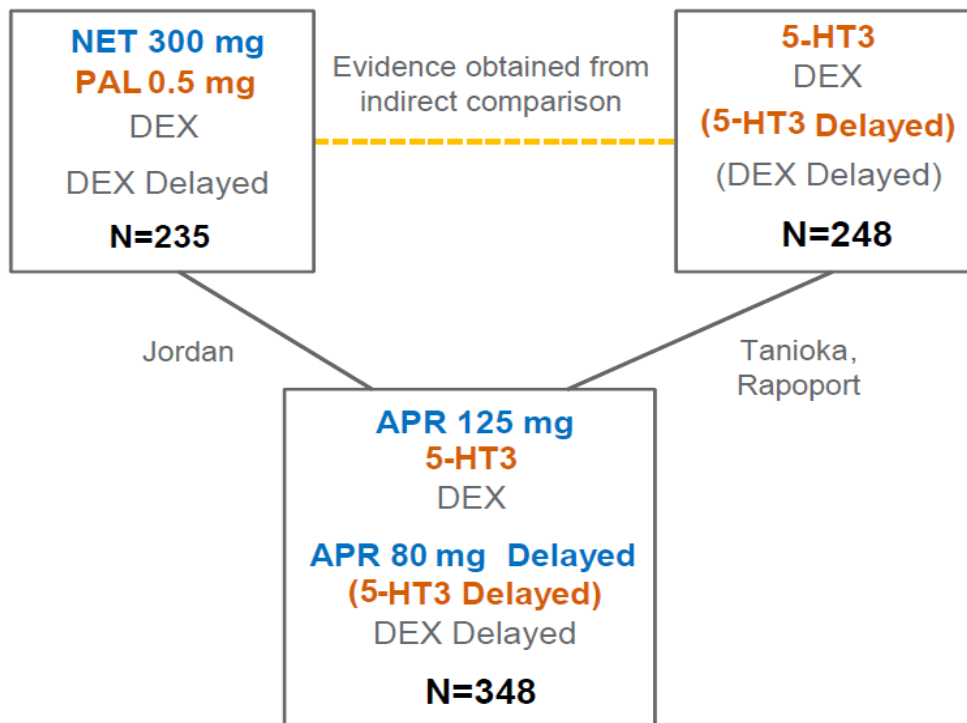 NET 300 mg
PAL 0.5 mg
DEX
DEX Delayed
N=235
Evidence obtained from
indirect comparison
5-HT3
DEX
(5-HT3 Delayed)
(DEX Delayed)
N=248
Jordan
Tanioka,
Rapoport
APR 125 mg
5-HT3
DEX
APR 80 mg Delayed
(5-HT3 Delayed)
DEX Delayed
N=348